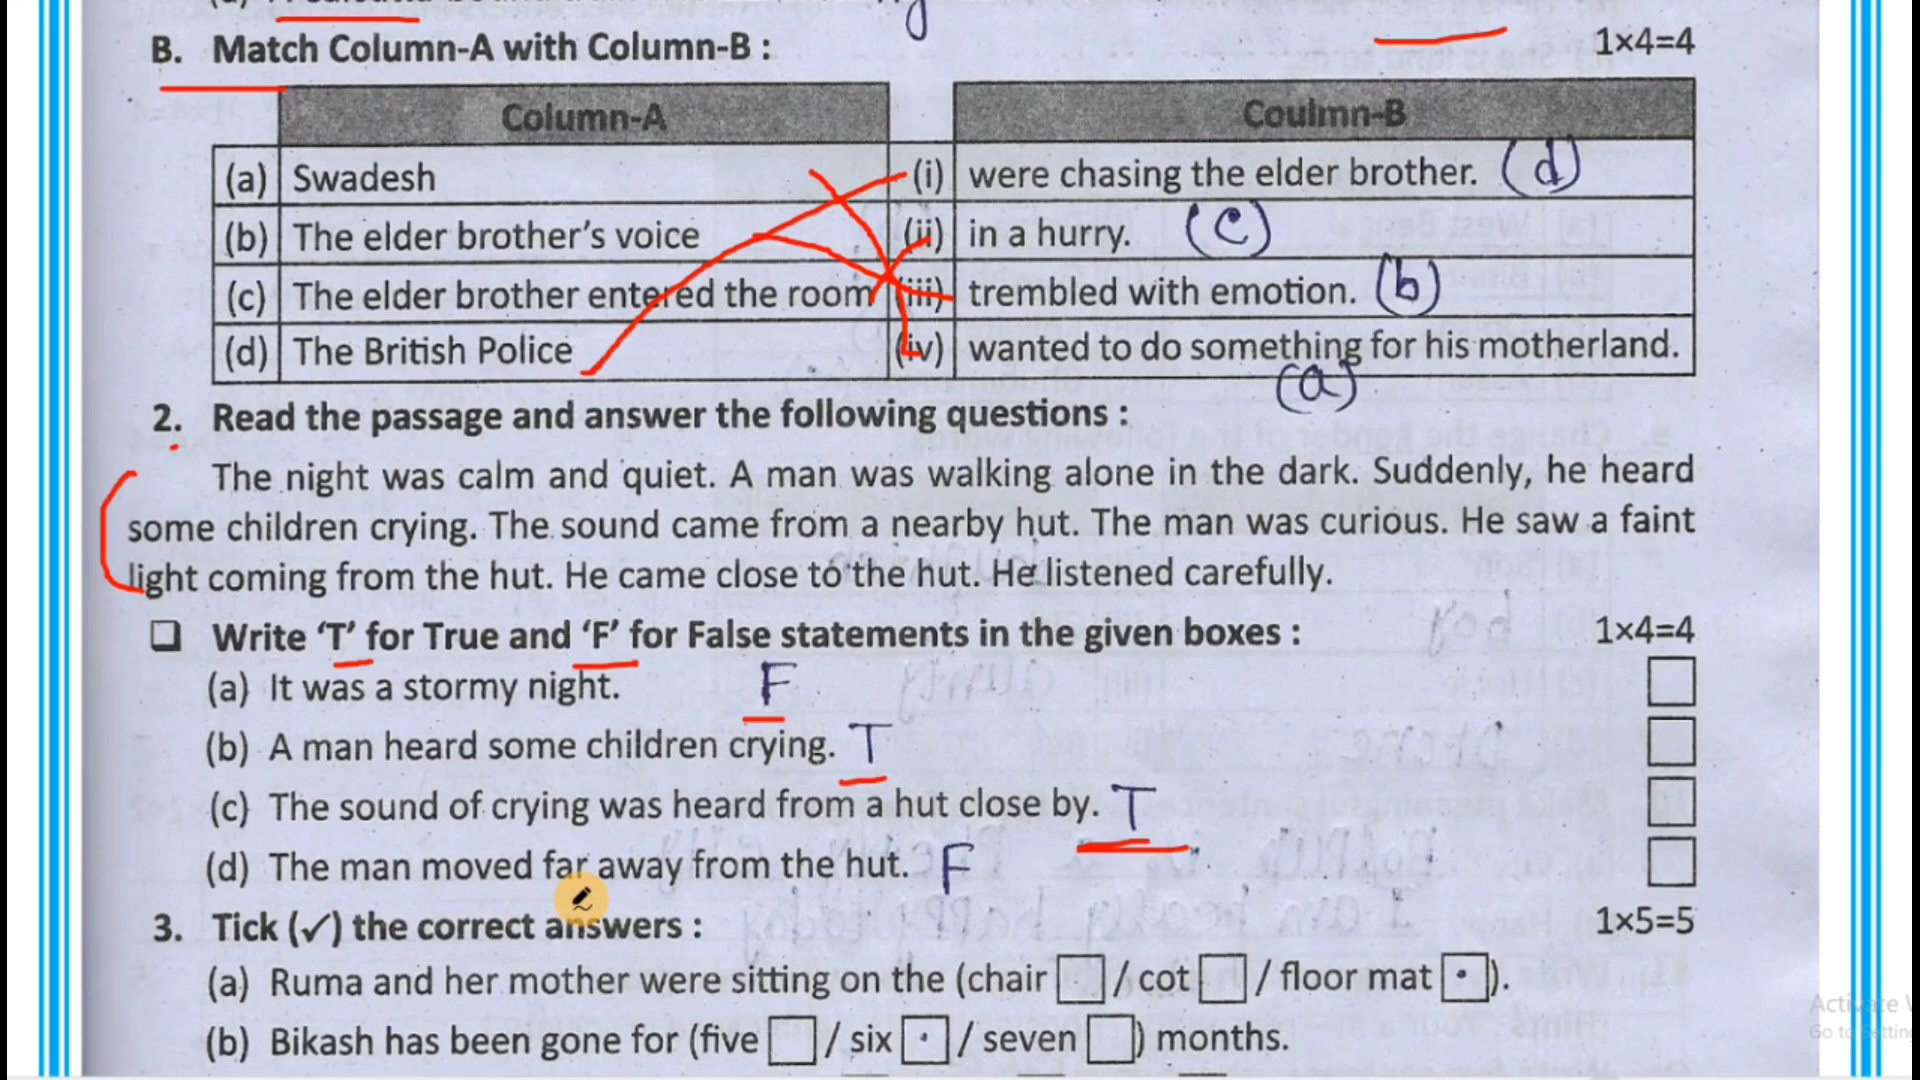 B. Match Column-A with Column-B : 1×4=4
Column-A Coulmn-B
(a) Swadesh (i) were chasing the elder brother. (d)
(b) The elder brother's voice (ii) in a hurry. (c)
(c) The elder brother entered the room (iii) trembled with emotion. (b)
(d) The British Police (iv) wanted to do something for his motherland.
(a)
2. Read the passage and answer the following questions :
The night was calm and quiet. A man was walking alone in the dark. Suddenly, he heard
some children crying. The sound came from a nearby hut. The man was curious. He saw a faint
light coming from the hut. He came close to the hut. He listened carefully.
❑ Write 'T' for True and 'F' for False statements in the given boxes : 1×4=4
(a) It was a stormy night. F
(b) A man heard some children crying. T
(c) The sound of crying was heard from a hut close by. T
(d) The man moved far away from the hut. F
3. Tick (✓) the correct answers : 1×5=5
(a) Ruma and her mother were sitting on the (chair □ / cot □ / floor mat □).
(b) Bikash has been gone for (five □ / six □ / seven □) months.